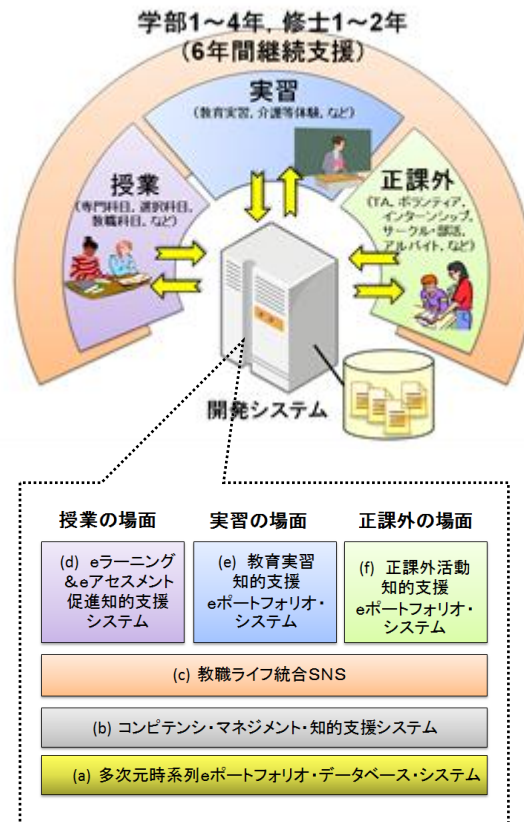 学部1～4年，修士1～2年
(6年間継続支援)
実習
(教育実習，介護等体験，など)
授業
(専門科目，選択科目，
教職科目，など)
正課外
(TA，ボランティア，
インターンシップ，
サークル・部活，
アルバイト，など)
開発システム
授業の場面
実習の場面
正課外の場面
(d) eラーニング
＆eアセスメント
促進知的支援
システム
(e) 教育実習
知的支援
eポートフォリオ・
システム
(f) 正課外活動
知的支援
eポートフォリオ・
システム
(c) 教職ライフ統合SNS
(b) コンピテンシ・マネジメント・知的支援システム
(a) 多次元時系列eポートフォリオ・データベース・システム